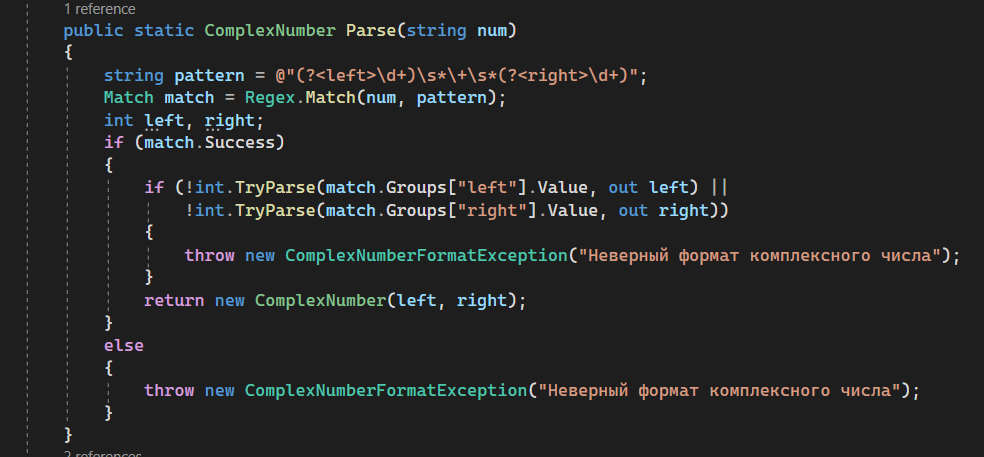 1 reference
public static ComplexNumber Parse(string num)
{
string pattern = @"(?<left>\d+)\s*\+\s*(?<right>\d+)";
Match match = Regex.Match(num, pattern);
int left, right;
if (match.Success)
{
if (!int.TryParse(match.Groups["left"].Value, out left) ||
!int.TryParse(match.Groups["right"].Value, out right))
{
throw new ComplexNumberFormatException("Неверный формат комплексного числа");
}
return new ComplexNumber(left, right);
}
else
{
throw new ComplexNumberFormatException("Неверный формат комплексного числа");
}
}
2 references